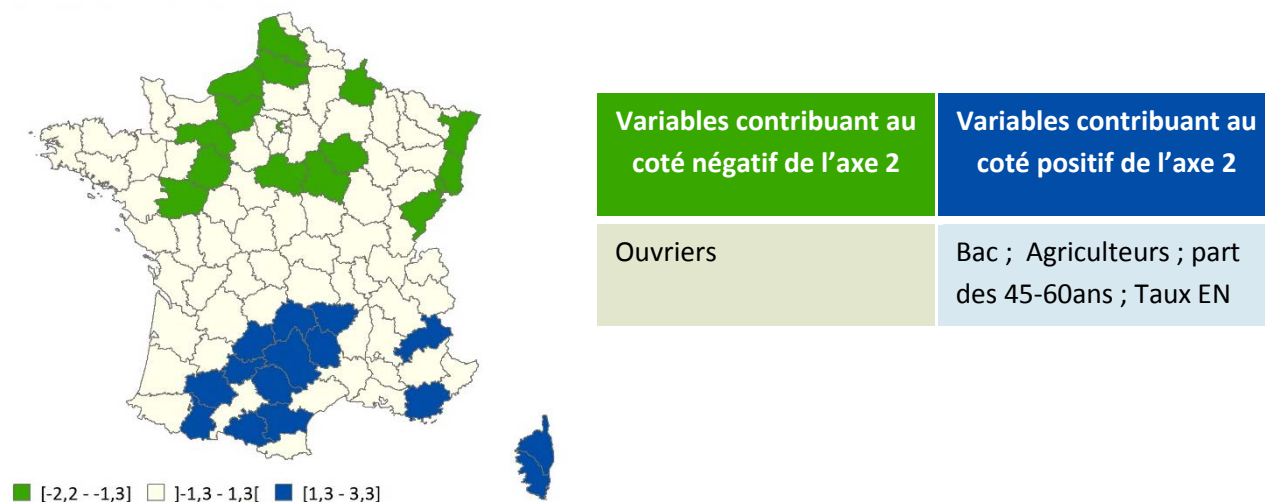 Variables contribuant au
coté négatif de l'axe 2
Variables contribuant au
coté positif de l'axe 2
Ouvriers
Bac ; Agriculteurs ; part
des 45-60ans ; Taux EN
[-2,2 - -1,3] ]-1,3 - 1,3[ [1,3 - 3,3]